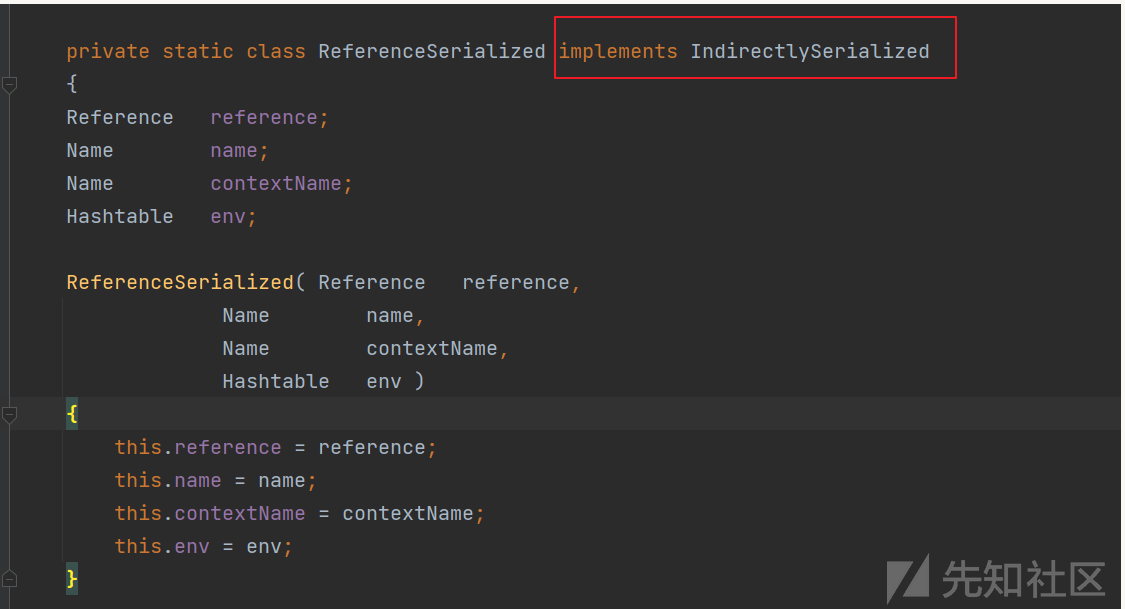 private static class ReferenceSerialized implements IndirectlySerialized
{
Reference reference;
Name name;
Name contextName;
Hashtable env;
ReferenceSerialized( Reference reference,
Name name,
Name contextName,
Hashtable env )
{
this.reference = reference;
this.name = name;
this.contextName = contextName;
this.env = env;
}
先知社区